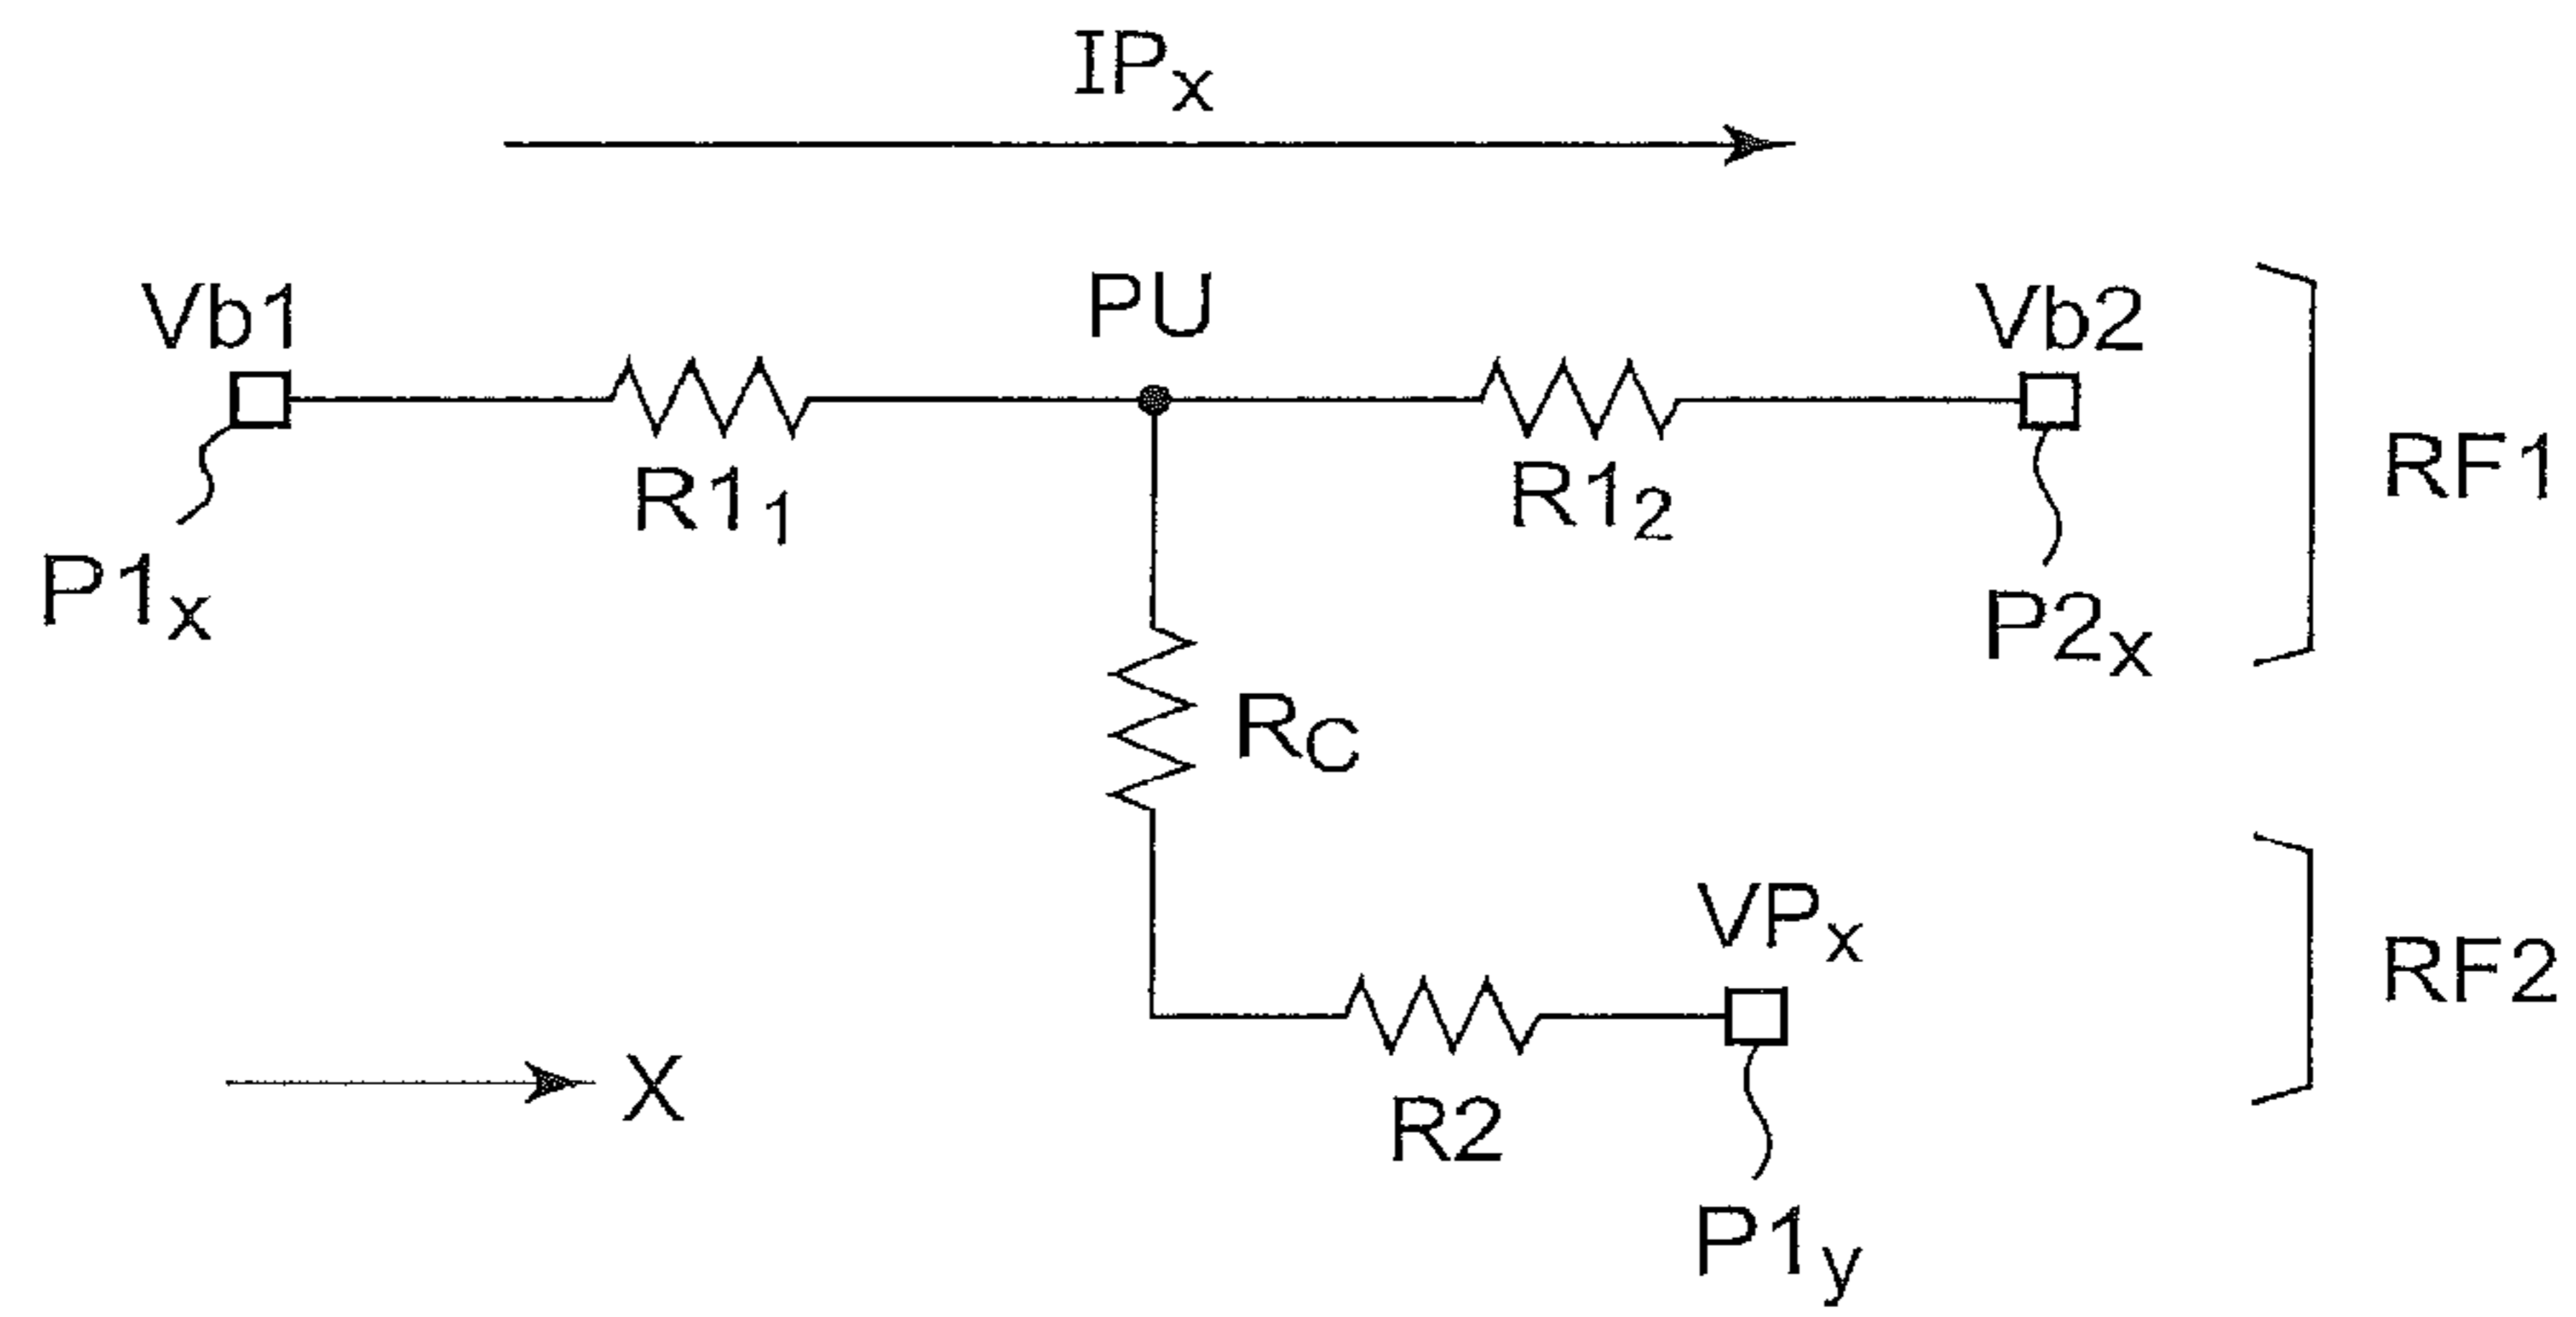 IPx
Vb1
PU
Vb2
R1₁
R1₂
RF1
P1x
P2x
RC
VPx
RF2
X
R2
P1y